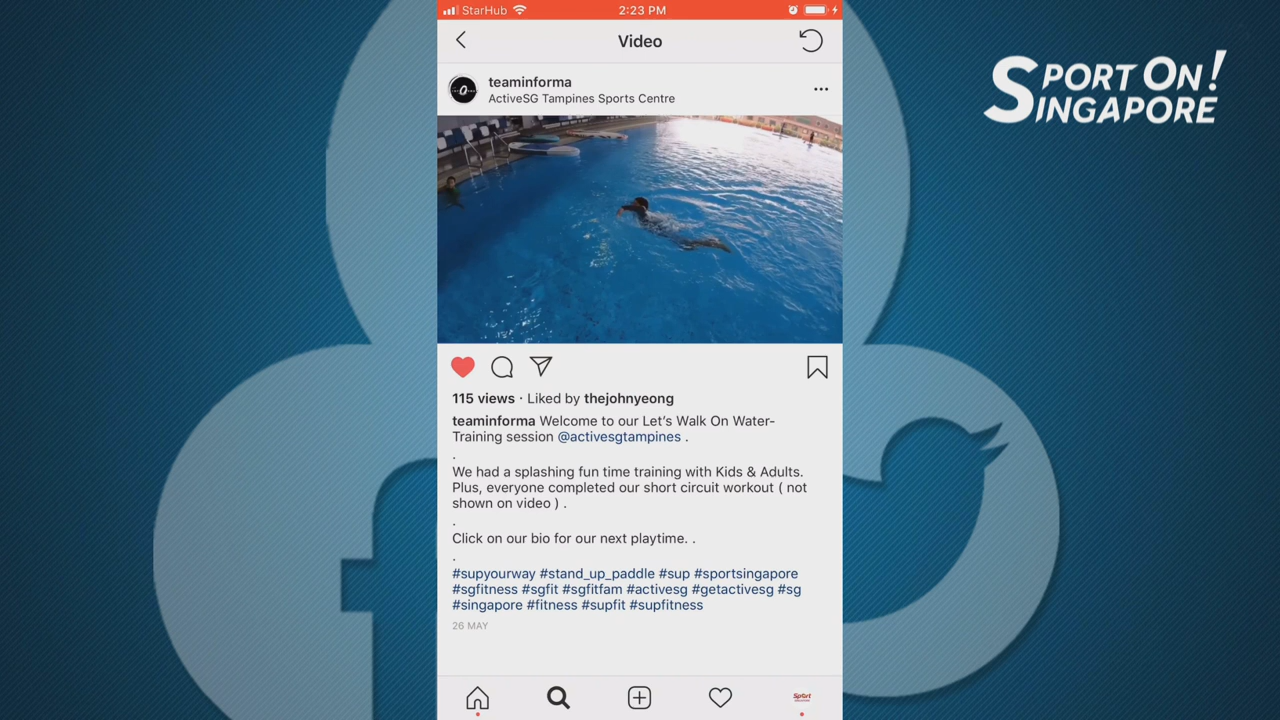 StarHub
2:23 PM
Video
teaminforma
ActiveSG Tampines Sports Centre
SPORT ON!
SINGAPORE
115 views · Liked by thejohnyeong
teaminforma Welcome to our Let’s Walk On Water-
Training session @activesgtampines .
.
We had a splashing fun time training with Kids & Adults.
Plus, everyone completed our short circuit workout ( not
shown on video ) .
.
Click on our bio for our next playtime. .
.
#supyourway #stand_up_paddle #sup #sportsingapore
#sgfitness #sgfit #sgfitfam #activesg #getactivesg #sg
#singapore #fitness #supfit #supfitness
26 MAY
Sport